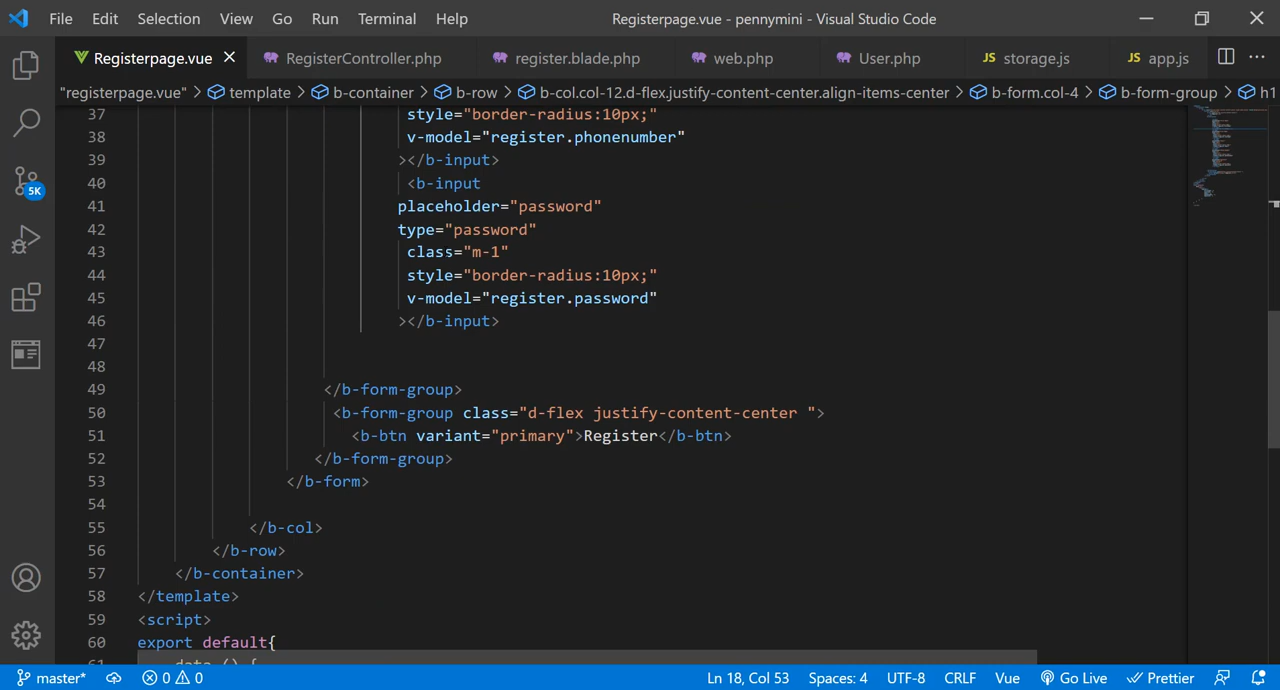 File Edit Selection View Go Run Terminal Help Registerpage.vue - pennymini - Visual Studio Code
Registerpage.vue RegisterController.php register.blade.php web.php User.php JS storage.js JS app.js ...
"registerpage.vue" > template > b-container > b-row > b-col.col-12.d-flex.justify-content-center.align-items-center > b-form.col-4 > b-form-group > h1
37 style="border-radius:10px;"
38 v-model="register.phonenumber"
39 ></b-input>
40 <b-input
41 placeholder="password"
42 type="password"
43 class="m-1"
44 style="border-radius:10px;"
45 v-model="register.password"
46 ></b-input>
47
48
49 </b-form-group>
50 <b-form-group class="d-flex justify-content-center ">
51 <b-btn variant="primary">Register</b-btn>
52 </b-form-group>
53 </b-form>
54
55 </b-col>
56 </b-row>
57 </b-container>
58 </template>
59 <script>
60 export default{
61 data () {
5K
master* 0 0 Ln 18, Col 53 Spaces: 4 UTF-8 CRLF Vue Go Live Prettier